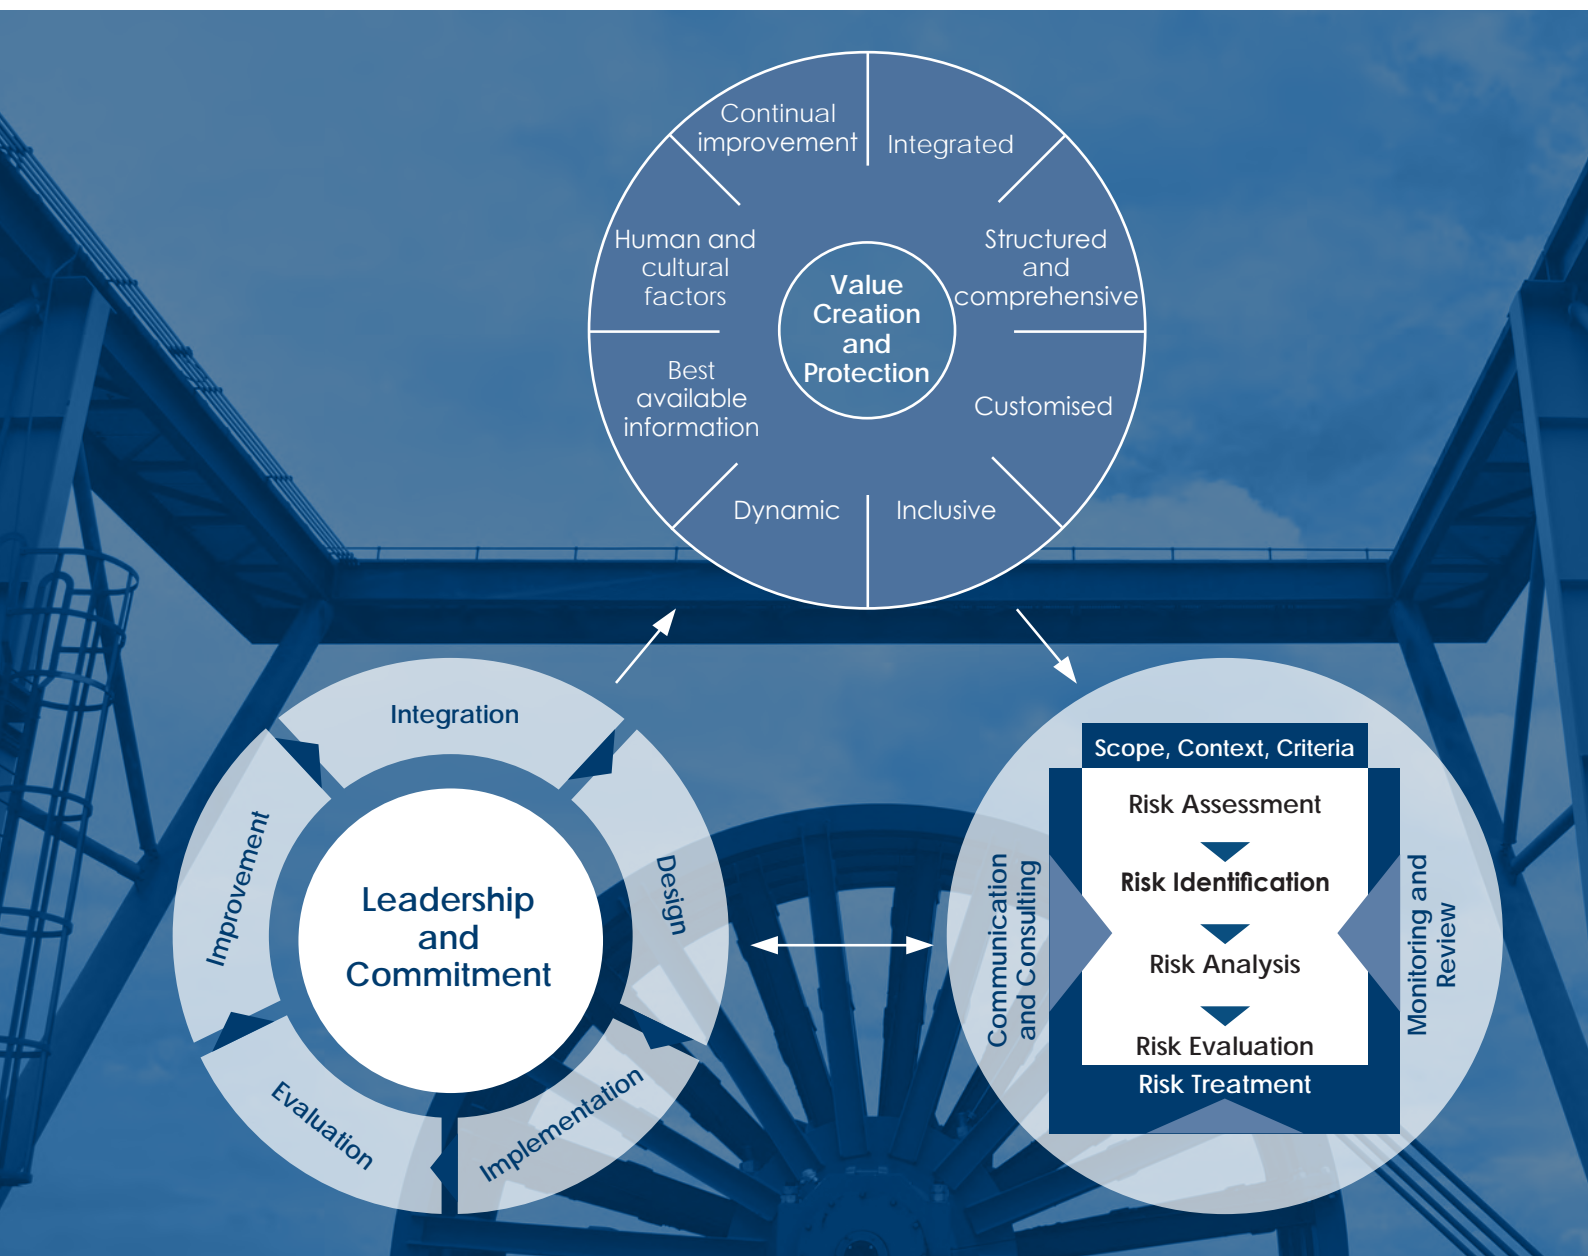 Continual
improvement
Integrated
Human and
cultural
factors
Structured
and
comprehensive
Value
Creation
and
Protection
Best
available
information
Customised
Dynamic
Inclusive
Integration
Design
Implementation
Evaluation
Improvement
Leadership
and
Commitment
Scope, Context, Criteria
Risk Assessment
Risk Identification
Risk Analysis
Risk Evaluation
Risk Treatment
Communication
and Consulting
Monitoring and
Review